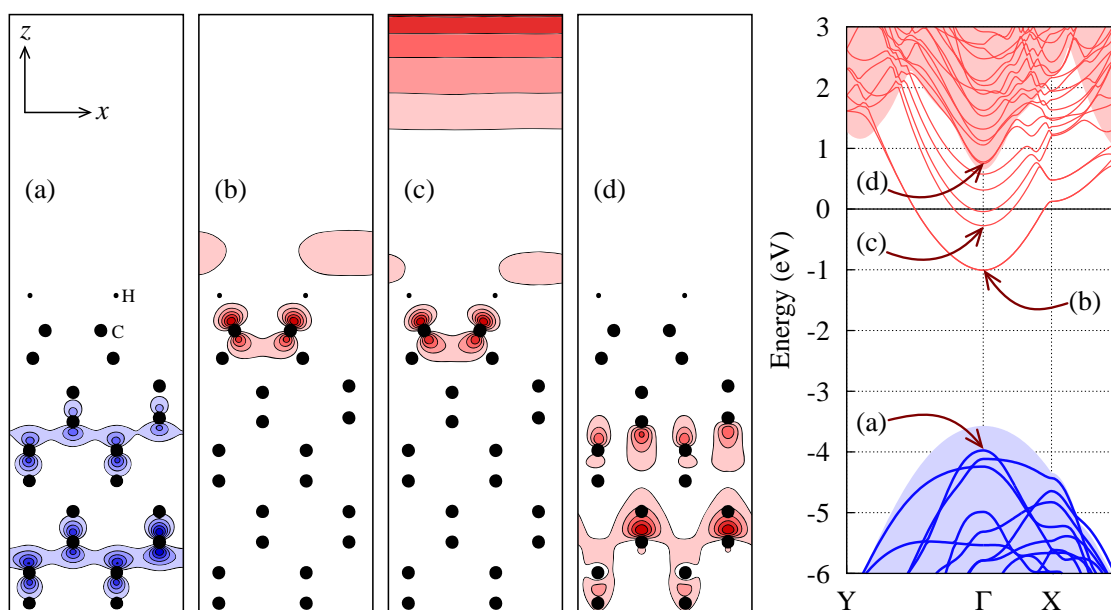 z
x
(a)
(b)
(c)
(d)
H
C
Energy (eV)
3
2
1
0
-1
-2
-3
-4
-5
-6
(d)
(c)
(b)
(a)
Y
Γ
X